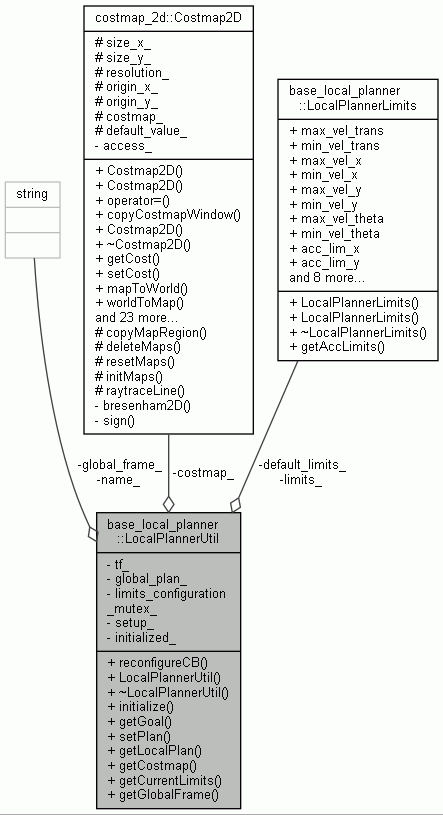 costmap_2d::Costmap2D
# size_x_
# size_y_
# resolution_
# origin_x_
# origin_y_
# costmap_
# default_value_
- access_
+ Costmap2D()
+ Costmap2D()
+ operator=()
+ copyCostmapWindow()
+ Costmap2D()
+ ~Costmap2D()
+ getCost()
+ setCost()
+ mapToWorld()
+ worldToMap()
and 23 more...
# copyMapRegion()
# deleteMaps()
# resetMaps()
# initMaps()
# raytraceLine()
- bresenham2D()
- sign()
base_local_planner
::LocalPlannerLimits
+ max_vel_trans
+ min_vel_trans
+ max_vel_x
+ min_vel_x
+ max_vel_y
+ min_vel_y
+ max_vel_theta
+ min_vel_theta
+ acc_lim_x
+ acc_lim_y
and 8 more...
+ LocalPlannerLimits()
+ LocalPlannerLimits()
+ ~LocalPlannerLimits()
+ getAccLimits()
string
-global_frame_
-name_
-costmap_
-default_limits_
-limits_
base_local_planner
::LocalPlannerUtil
- tf_
- global_plan_
- limits_configuration
_mutex_
- setup_
- initialized_
+ reconfigureCB()
+ LocalPlannerUtil()
+ ~LocalPlannerUtil()
+ initialize()
+ getGoal()
+ setPlan()
+ getLocalPlan()
+ getCostmap()
+ getCurrentLimits()
+ getGlobalFrame()